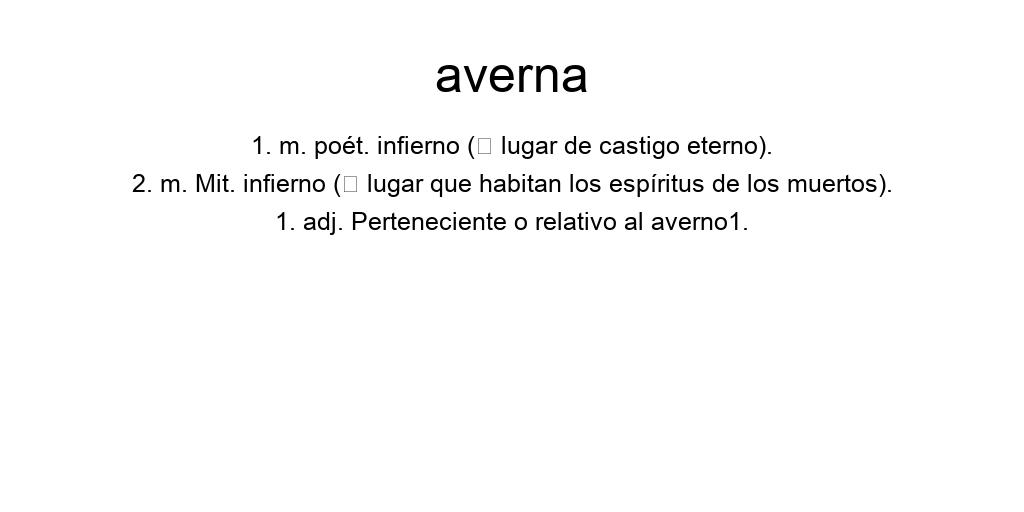 averna
1. m. poét. infierno (□ lugar de castigo eterno).
2. m. Mit. infierno (□ lugar que habitan los espíritus de los muertos).
1. adj. Perteneciente o relativo al averno1.